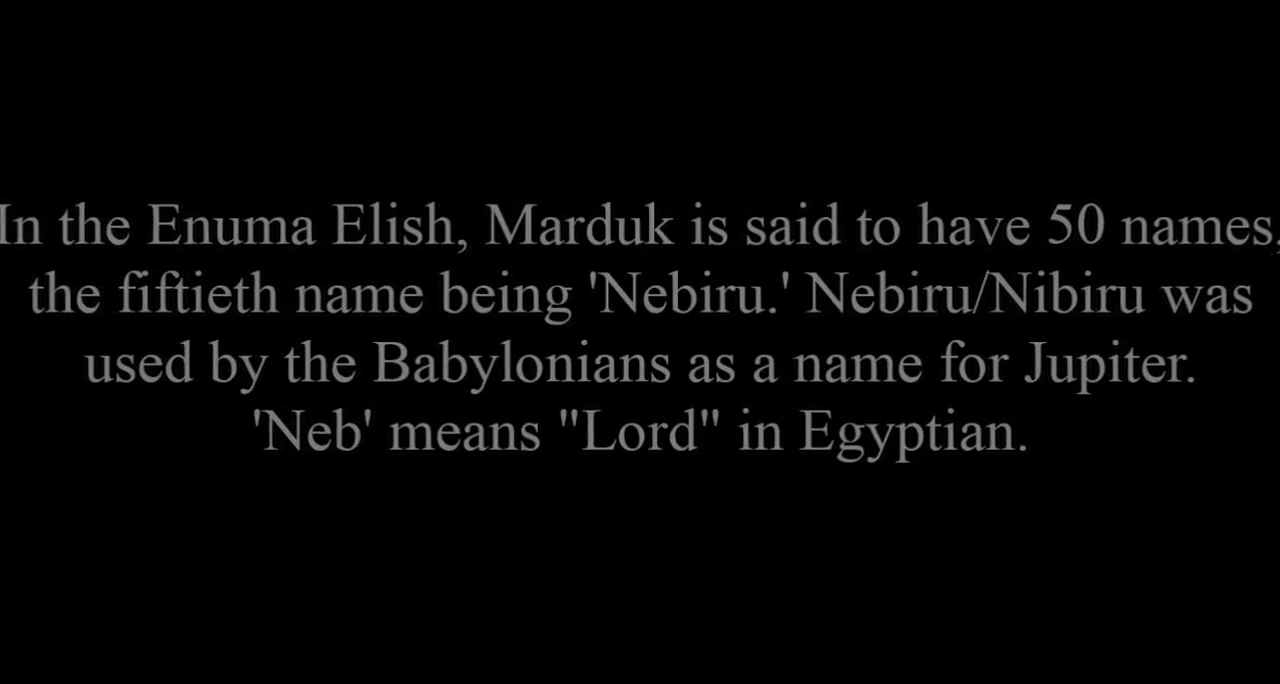 In the Enuma Elish, Marduk is said to have 50 names,
the fiftieth name being 'Nebiru.' Nebiru/Nibiru was
used by the Babylonians as a name for Jupiter.
'Neb' means "Lord" in Egyptian.